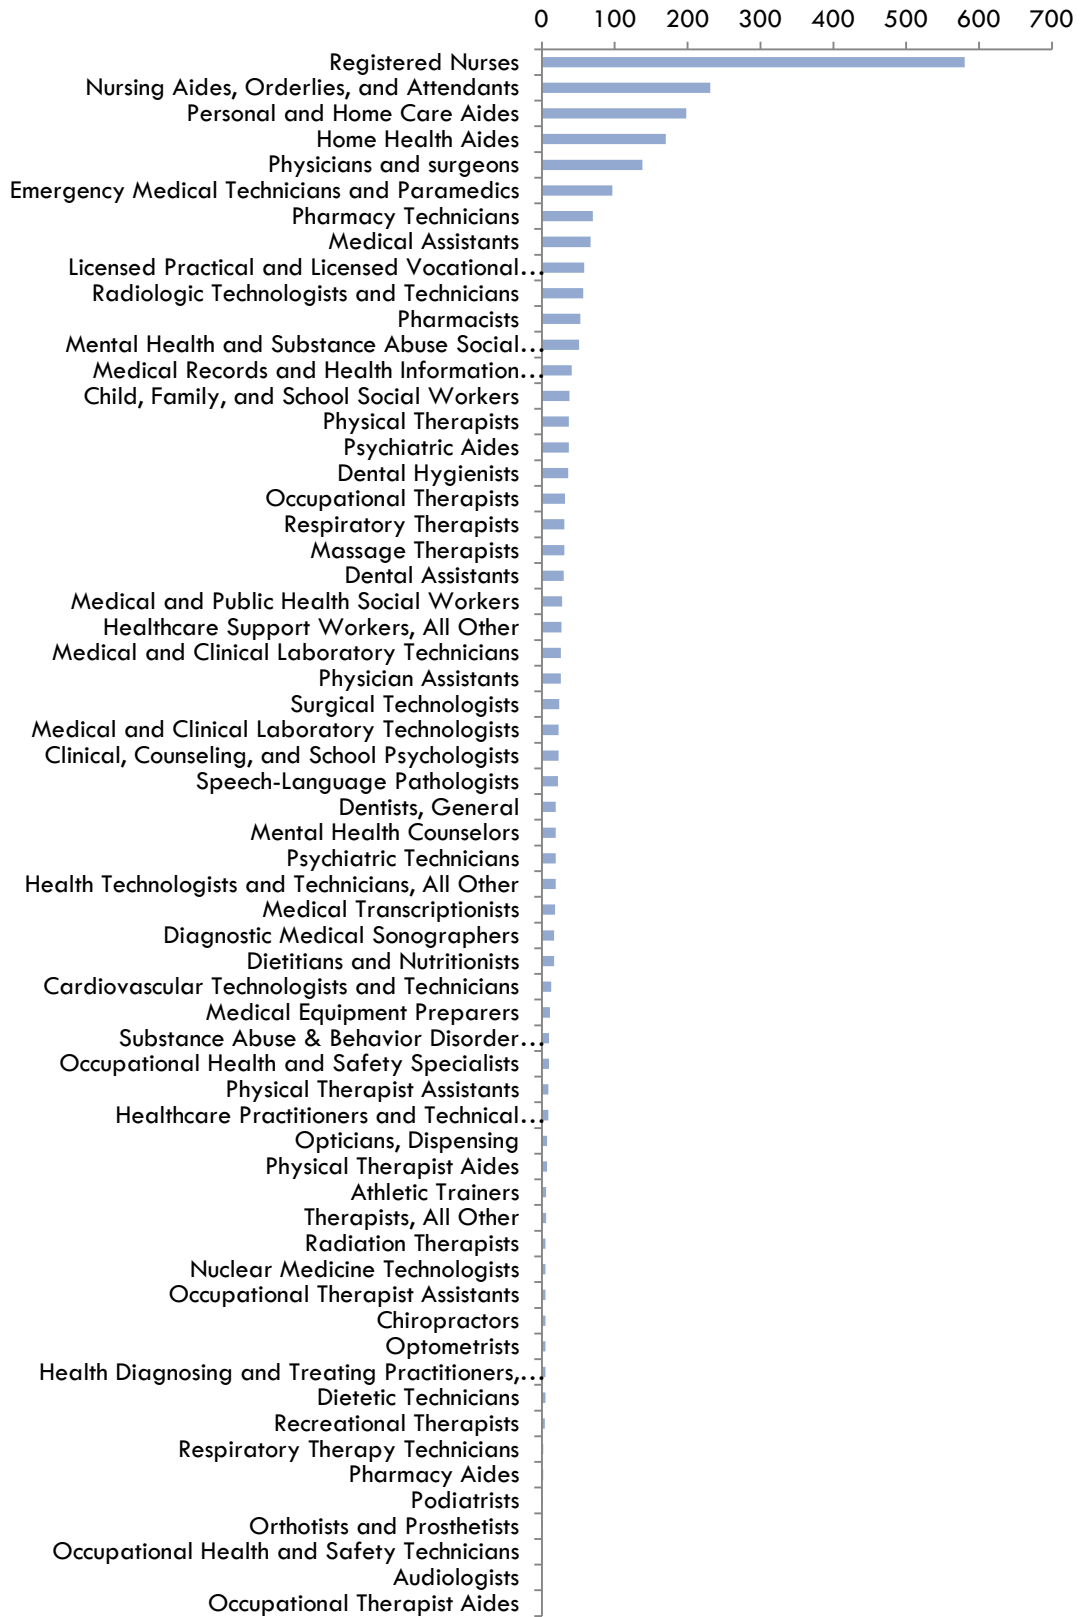 0 100 200 300 400 500 600 700
Registered Nurses
Nursing Aides, Orderlies, and Attendants
Personal and Home Care Aides
Home Health Aides
Physicians and surgeons
Emergency Medical Technicians and Paramedics
Pharmacy Technicians
Medical Assistants
Licensed Practical and Licensed Vocational…
Radiologic Technologists and Technicians
Pharmacists
Mental Health and Substance Abuse Social…
Medical Records and Health Information…
Child, Family, and School Social Workers
Physical Therapists
Psychiatric Aides
Dental Hygienists
Occupational Therapists
Respiratory Therapists
Massage Therapists
Dental Assistants
Medical and Public Health Social Workers
Healthcare Support Workers, All Other
Medical and Clinical Laboratory Technicians
Physician Assistants
Surgical Technologists
Medical and Clinical Laboratory Technologists
Clinical, Counseling, and School Psychologists
Speech-Language Pathologists
Dentists, General
Mental Health Counselors
Psychiatric Technicians
Health Technologists and Technicians, All Other
Medical Transcriptionists
Diagnostic Medical Sonographers
Dietitians and Nutritionists
Cardiovascular Technologists and Technicians
Medical Equipment Preparers
Substance Abuse & Behavior Disorder…
Occupational Health and Safety Specialists
Physical Therapist Assistants
Healthcare Practitioners and Technical…
Opticians, Dispensing
Physical Therapist Aides
Athletic Trainers
Therapists, All Other
Radiation Therapists
Nuclear Medicine Technologists
Occupational Therapist Assistants
Chiropractors
Optometrists
Health Diagnosing and Treating Practitioners,…
Dietetic Technicians
Recreational Therapists
Respiratory Therapy Technicians
Pharmacy Aides
Podiatrists
Orthotists and Prosthetists
Occupational Health and Safety Technicians
Audiologists
Occupational Therapist Aides